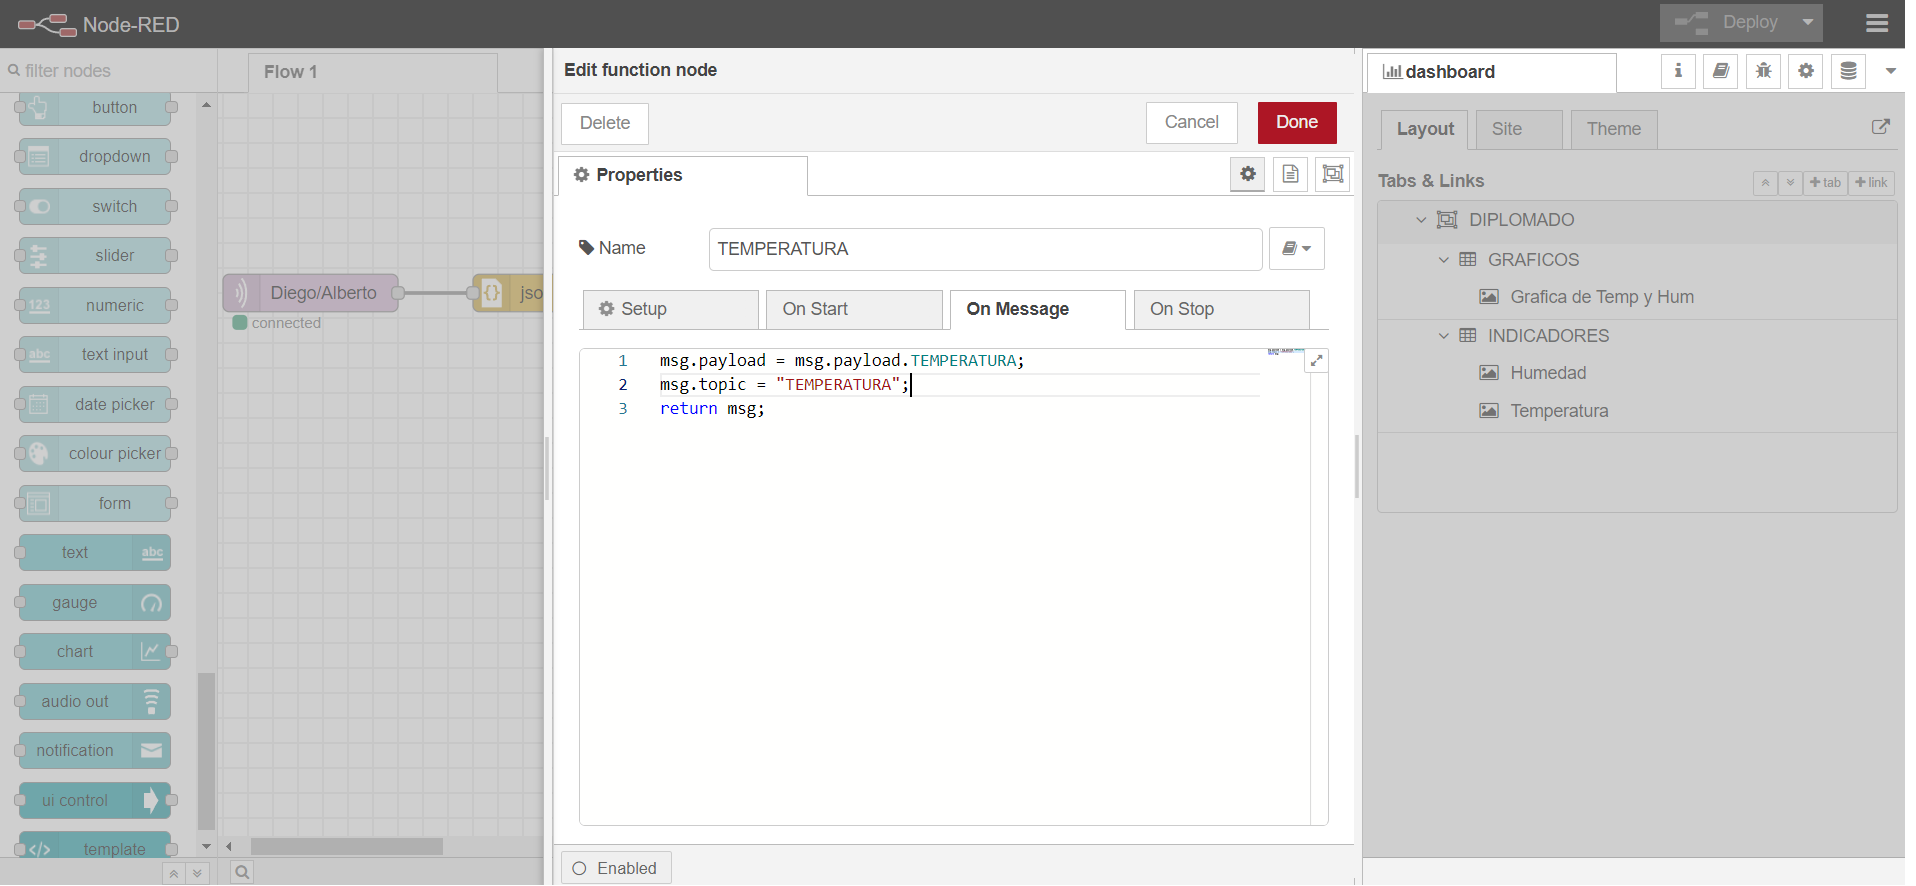 Node-RED
Deploy
filter nodes
button
dropdown
switch
slider
123
numeric
abc
text input
date picker
colour picker
form
text
abc
gauge
chart
audio out
notification
ui control
</>
template
Flow 1
Diego/Alberto
connected
{}
jso
Edit function node
Delete
Cancel
Done
Properties
Name
TEMPERATURA
Setup
On Start
On Message
On Stop
1 msg.payload = msg.payload.TEMPERATURA;
2 msg.topic = "TEMPERATURA";
3 return msg;
Enabled
dashboard
i
Layout
Site
Theme
Tabs & Links
+ tab
+ link
DIPLOMADO
GRAFICOS
Grafica de Temp y Hum
INDICADORES
Humedad
Temperatura